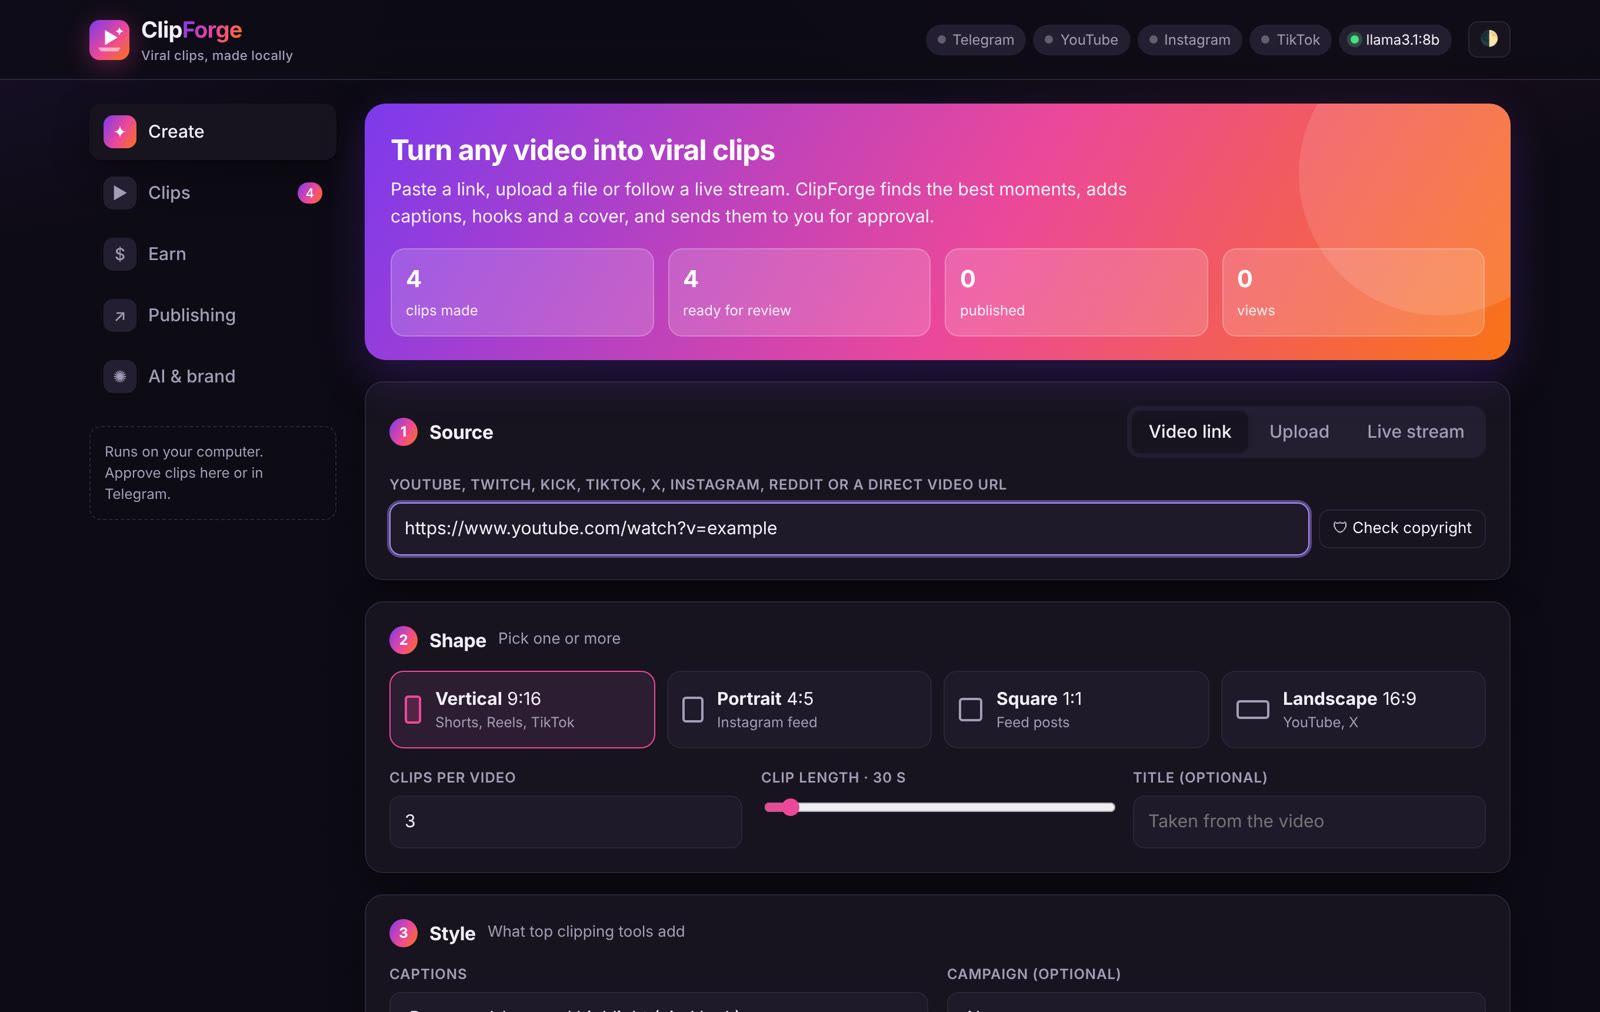 ClipForge
Viral clips, made locally
Telegram
YouTube
Instagram
TikTok
llama3.1:8b
Create
Clips
4
$
Earn
Publishing
AI & brand
Runs on your computer.
Approve clips here or in
Telegram.
Turn any video into viral clips
Paste a link, upload a file or follow a live stream. ClipForge finds the best moments, adds
captions, hooks and a cover, and sends them to you for approval.
4
clips made
4
ready for review
0
published
0
views
1
Source
Video link
Upload
Live stream
YOUTUBE, TWITCH, KICK, TIKTOK, X, INSTAGRAM, REDDIT OR A DIRECT VIDEO URL
https://www.youtube.com/watch?v=example
Check copyright
2
Shape
Pick one or more
Vertical 9:16
Shorts, Reels, TikTok
Portrait 4:5
Instagram feed
Square 1:1
Feed posts
Landscape 16:9
YouTube, X
CLIPS PER VIDEO
3
CLIP LENGTH · 30 S
TITLE (OPTIONAL)
Taken from the video
3
Style
What top clipping tools add
CAPTIONS
CAMPAIGN (OPTIONAL)